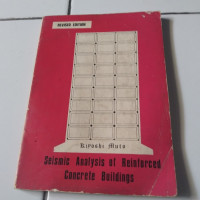 REVISED EDITION
Kiyoshi Muto
Seismic Analysis of Reinforced
Concrete Buildings